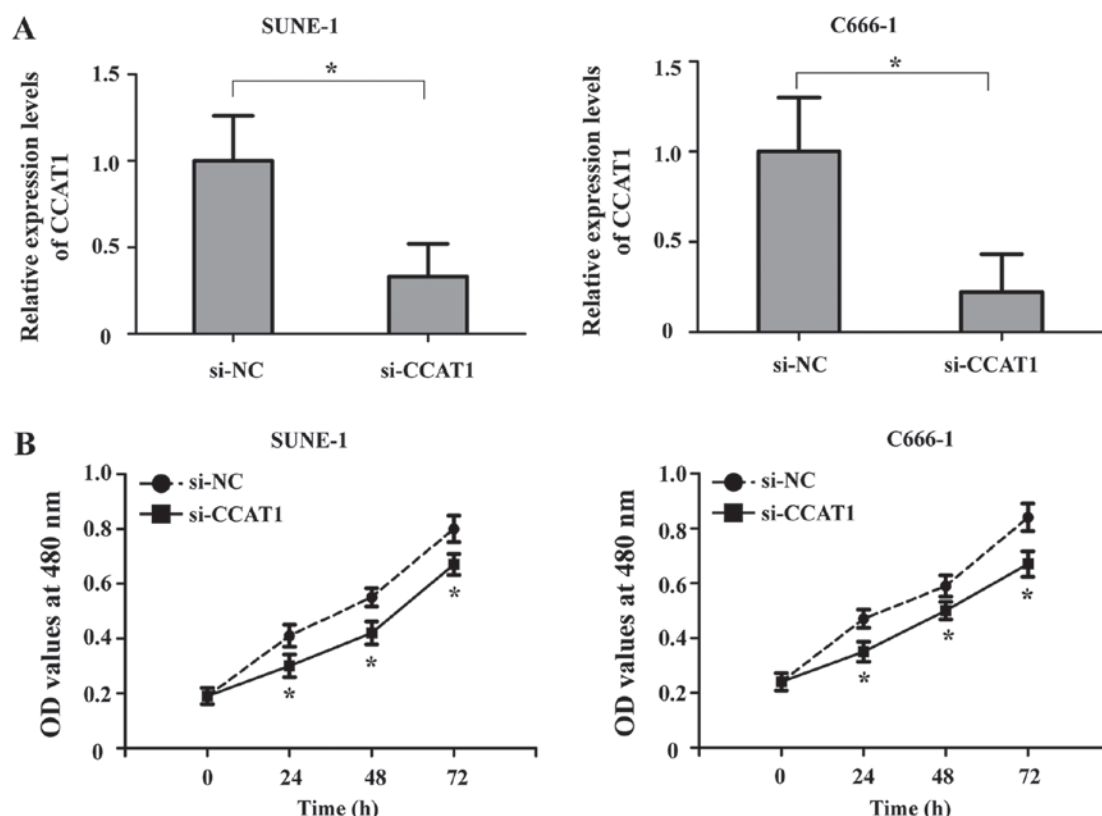 A
SUNE-1
Relative expression levels
of CCAT1
1.5
1.0
0.5
0
*
si-NC
si-CCAT1
C666-1
Relative expression levels
of CCAT1
1.5
1.0
0.5
0
*
si-NC
si-CCAT1
B
SUNE-1
OD values at 480 nm
1.0
0.8
0.6
0.4
0.2
0
si-NC
si-CCAT1
*
*
*
0
24
48
72
Time (h)
C666-1
OD values at 480 nm
1.0
0.8
0.6
0.4
0.2
0
si-NC
si-CCAT1
*
*
*
0
24
48
72
Time (h)